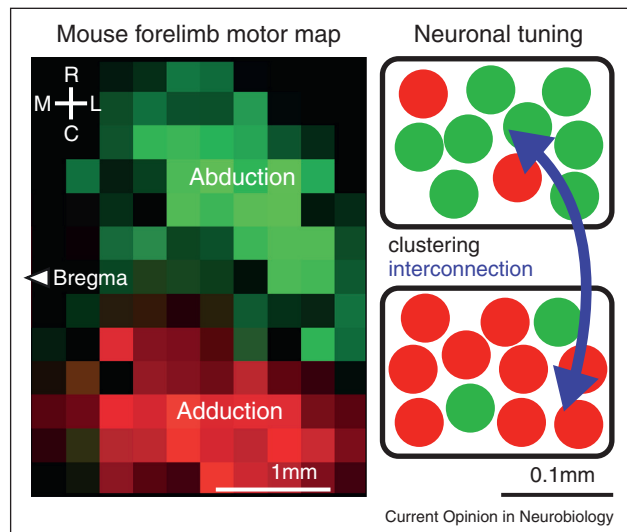 Mouse forelimb motor map
Neuronal tuning
R
M L
C
Abduction
Bregma
Adduction
1mm
clustering
interconnection
0.1mm
Current Opinion in Neurobiology